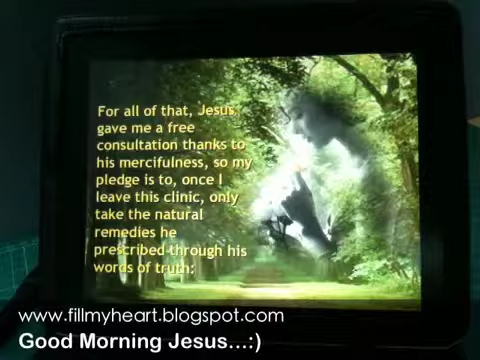 For all of that, Jesus
gave me a free
consultation thanks to
his mercifulness, so my
pledge is to, once I
leave this clinic, only
take the natural
remedies he
prescribed through his
words of truth:
www.fillmyheart.blogspot.com
Good Morning Jesus...:)